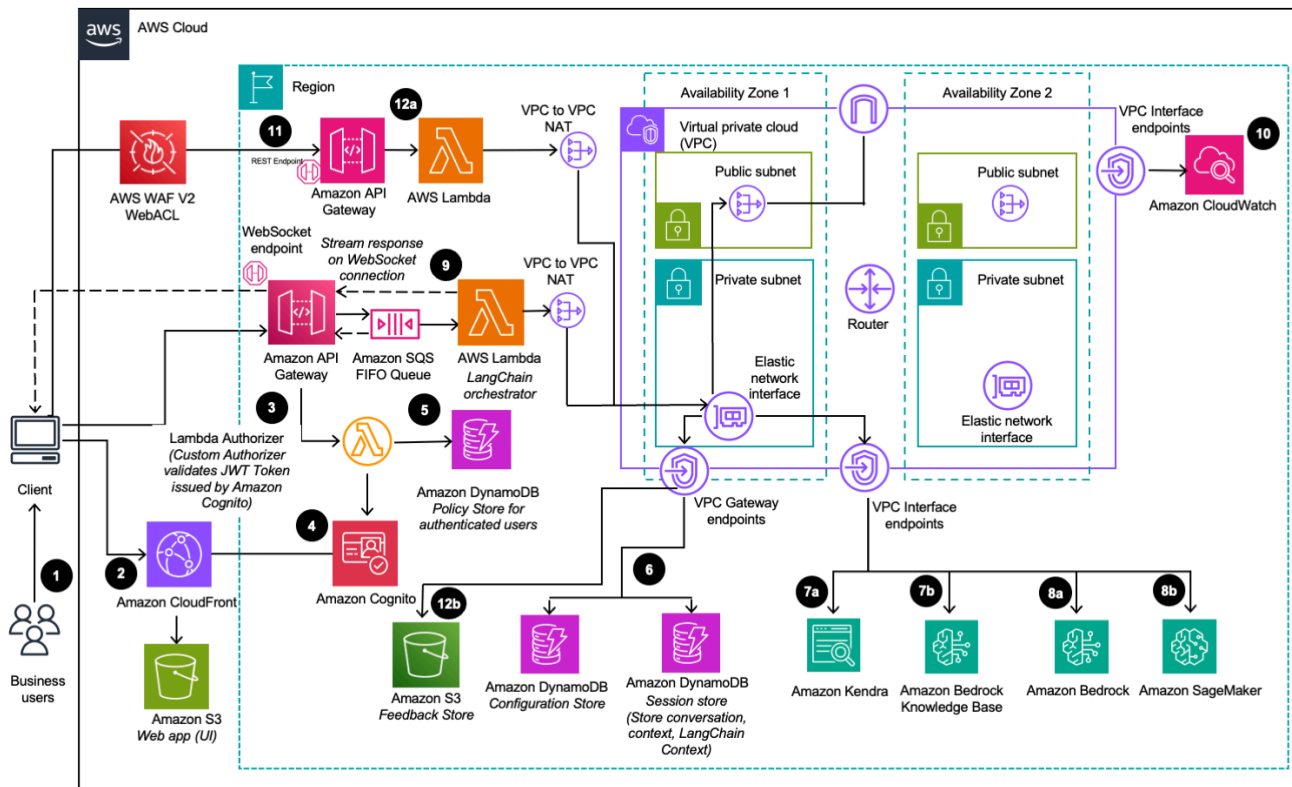 aws
AWS Cloud
Region
11
REST Endpoint
12a
Amazon API
Gateway
AWS Lambda
VPC to VPC
NAT
AWS WAF V2
WebACL
Availability Zone 1
Virtual private cloud
(VPC)
Public subnet
Private subnet
Elastic
network
interface
Router
Availability Zone 2
Public subnet
Private subnet
Elastic network
interface
VPC Interface
endpoints
10
Amazon CloudWatch
WebSocket
endpoint
Stream response
on WebSocket
connection
9
VPC to VPC
NAT
Amazon API
Gateway
Amazon SQS
FIFO Queue
AWS Lambda
LangChain
orchestrator
3
5
Lambda Authorizer
(Custom Authorizer
validates JWT Token
issued by Amazon
Cognito)
Amazon DynamoDB
Policy Store for
authenticated users
Client
1
2
4
Amazon CloudFront
Amazon Cognito
Business
users
Amazon S3
Web app (UI)
VPC Gateway
endpoints
VPC Interface
endpoints
12b
6
Amazon S3
Feedback Store
Amazon DynamoDB
Configuration Store
Amazon DynamoDB
Session store
(Store conversation,
context, LangChain
Context)
7a
7b
8a
8b
Amazon Kendra
Amazon Bedrock
Knowledge Base
Amazon Bedrock
Amazon SageMaker